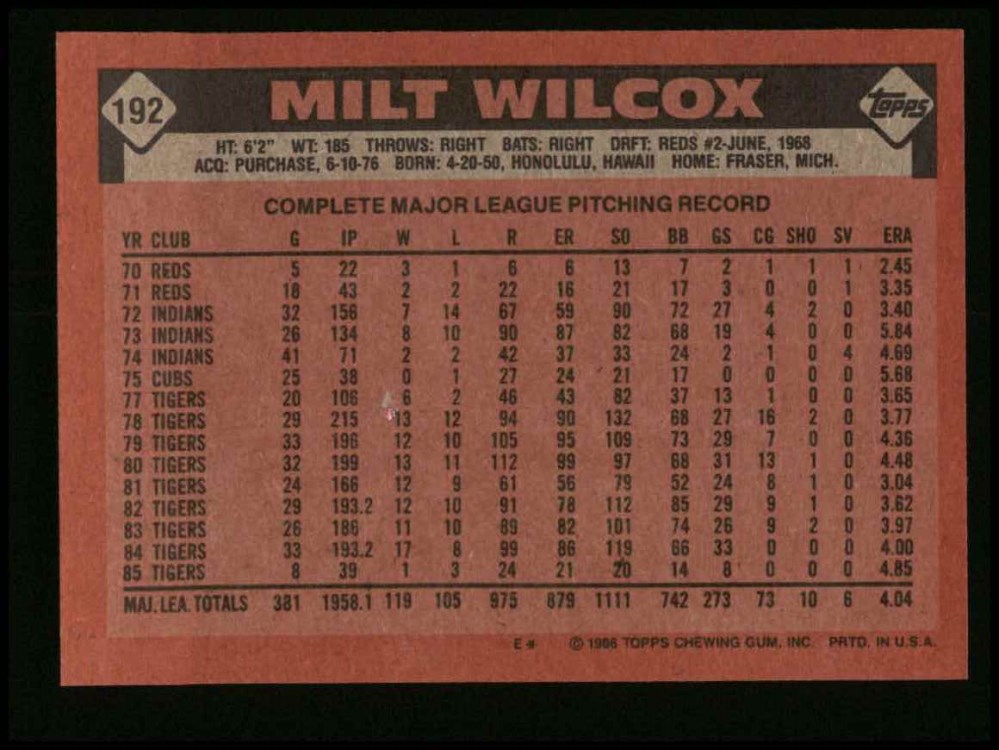 192 MILT WILCOX Topps
HT: 6'2" WT: 185 THROWS: RIGHT BATS: RIGHT DRFT: REDS #2-JUNE, 1968
ACQ: PURCHASE, 6-10-76 BORN: 4-20-50, HONOLULU, HAWAII HOME: FRASER, MICH.
COMPLETE MAJOR LEAGUE PITCHING RECORD
YR CLUB G IP W L R ER SO BB GS CG SHO SV ERA
70 REDS 5 22 3 1 6 6 13 7 2 1 1 1 2.45
71 REDS 18 43 2 2 22 16 21 17 3 0 0 1 3.35
72 INDIANS 32 156 7 14 67 59 90 72 27 4 2 0 3.40
73 INDIANS 26 134 8 10 90 87 82 68 19 4 0 0 5.84
74 INDIANS 41 71 2 2 42 37 33 24 2 1 0 4 4.69
75 CUBS 25 38 0 1 27 24 21 17 0 0 0 0 5.68
77 TIGERS 20 106 6 2 46 43 82 37 13 1 0 0 3.65
78 TIGERS 29 215 13 12 94 90 132 68 27 16 2 0 3.77
79 TIGERS 33 196 12 10 105 95 109 73 29 7 0 0 4.36
80 TIGERS 32 199 13 11 112 99 97 68 31 13 1 0 4.48
81 TIGERS 24 166 12 9 61 56 79 52 24 8 1 0 3.04
82 TIGERS 29 193.2 12 10 91 78 112 85 29 9 1 0 3.62
83 TIGERS 26 186 11 10 89 82 101 74 26 9 2 0 3.97
84 TIGERS 33 193.2 17 8 99 86 119 66 33 0 0 0 4.00
85 TIGERS 8 39 1 3 24 21 20 14 8 0 0 0 4.85
MAJ. LEA. TOTALS 381 1958.1 119 105 975 879 1111 742 273 73 10 6 4.04
E # © 1986 TOPPS CHEWING GUM, INC. PRTD. IN U.S.A.